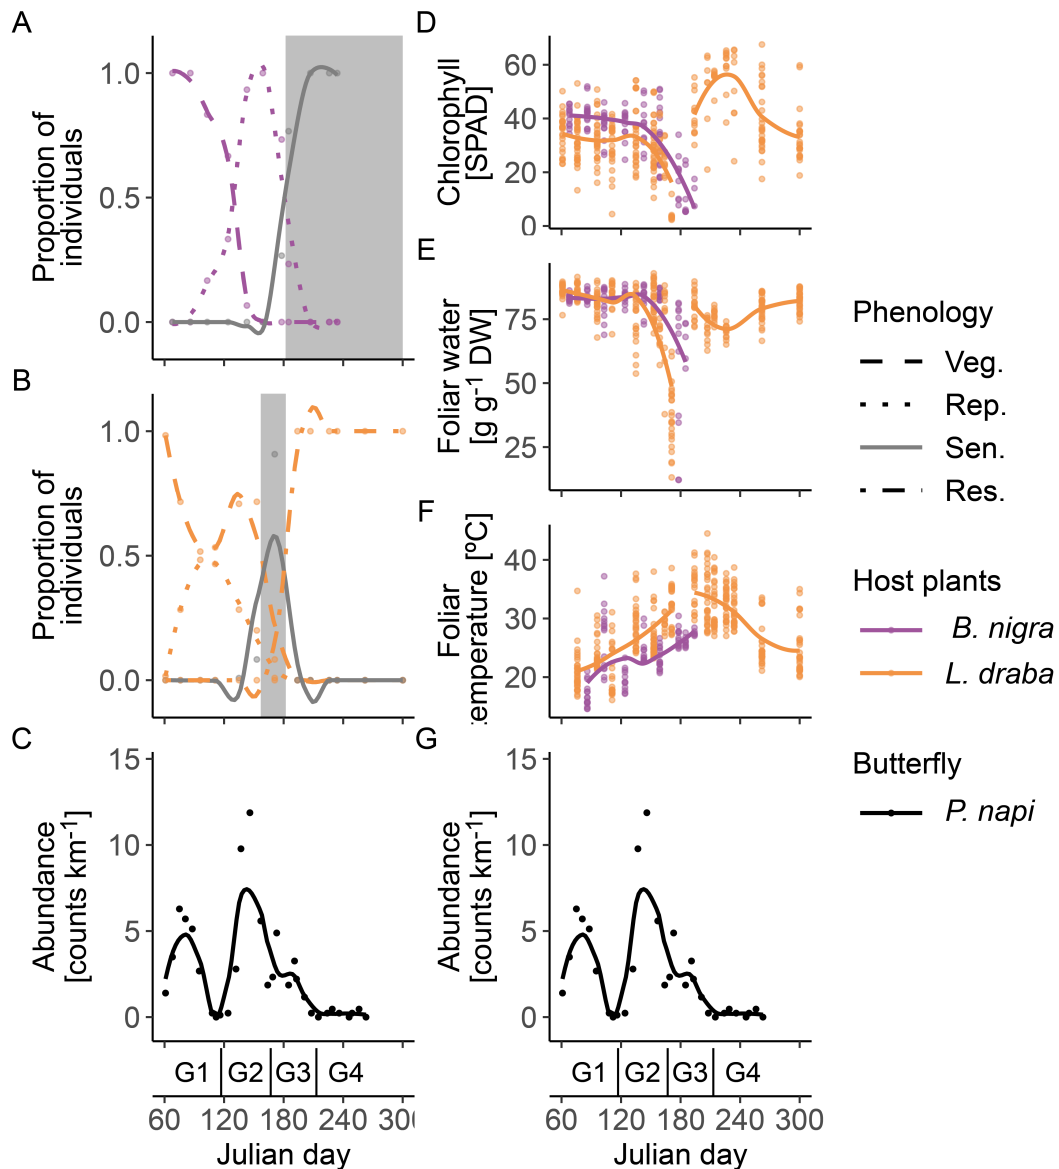 A
Proportion of
individuals
1.0
0.5
0.0
B
Proportion of
individuals
1.0
0.5
0.0
C
Abundance
[counts km-1]
15
10
5
0
G1 G2 G3 G4
60 120 180 240 300
Julian day
D
Chlorophyll
[SPAD]
60
40
20
0
E
Foliar water
[g g-1 DW]
75
50
25
F
Foliar
temperature [ºC]
40
30
20
G
Abundance
[counts km-1]
15
10
5
0
G1 G2 G3 G4
60 120 180 240 300
Julian day
Phenology
Veg.
Rep.
Sen.
Res.
Host plants
B. nigra
L. draba
Butterfly
P. napi